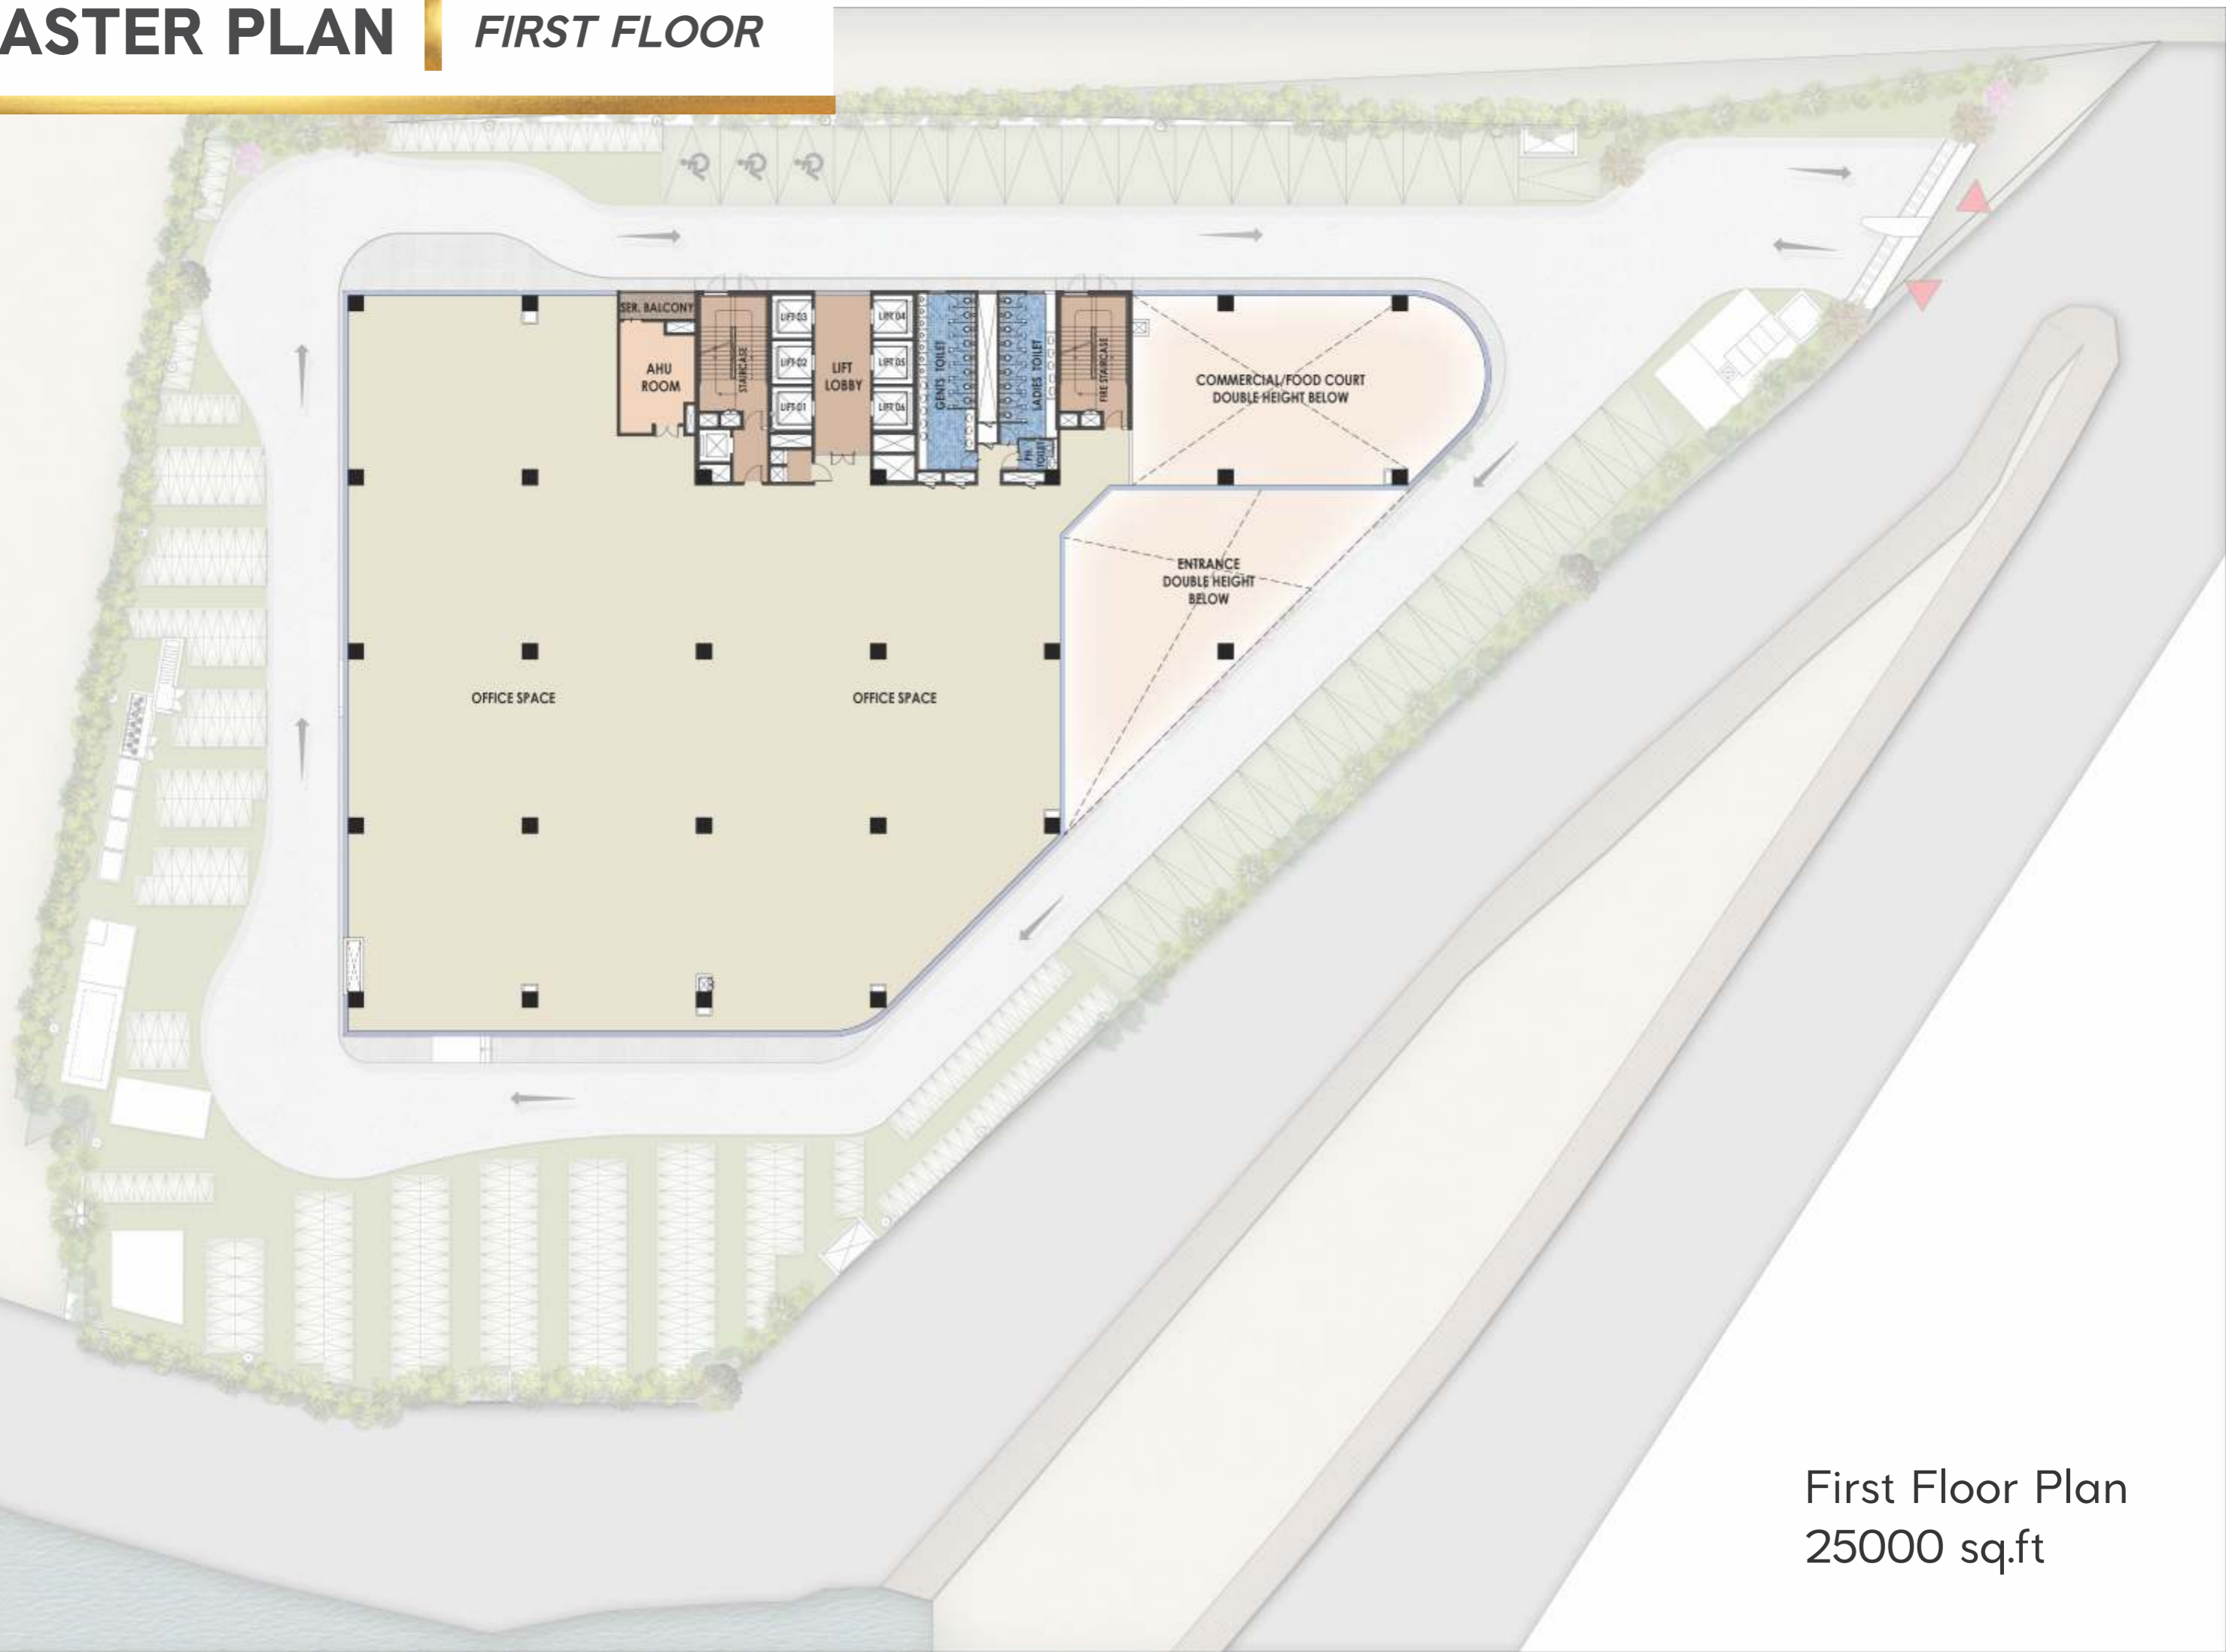 ASTER PLAN
FIRST FLOOR
SER. BALCONY
AHU
ROOM
STAIRCASE
LIFT 03
LIFT 02
LIFT 01
LIFT
LOBBY
LIFT 04
LIFT 05
LIFT 06
GENTS TOILET
LADIES TOILET
PH.
TOILET
FIRE STAIRCASE
COMMERCIAL/FOOD COURT
DOUBLE HEIGHT BELOW
ENTRANCE
DOUBLE HEIGHT
BELOW
OFFICE SPACE
OFFICE SPACE
First Floor Plan
25000 sq.ft